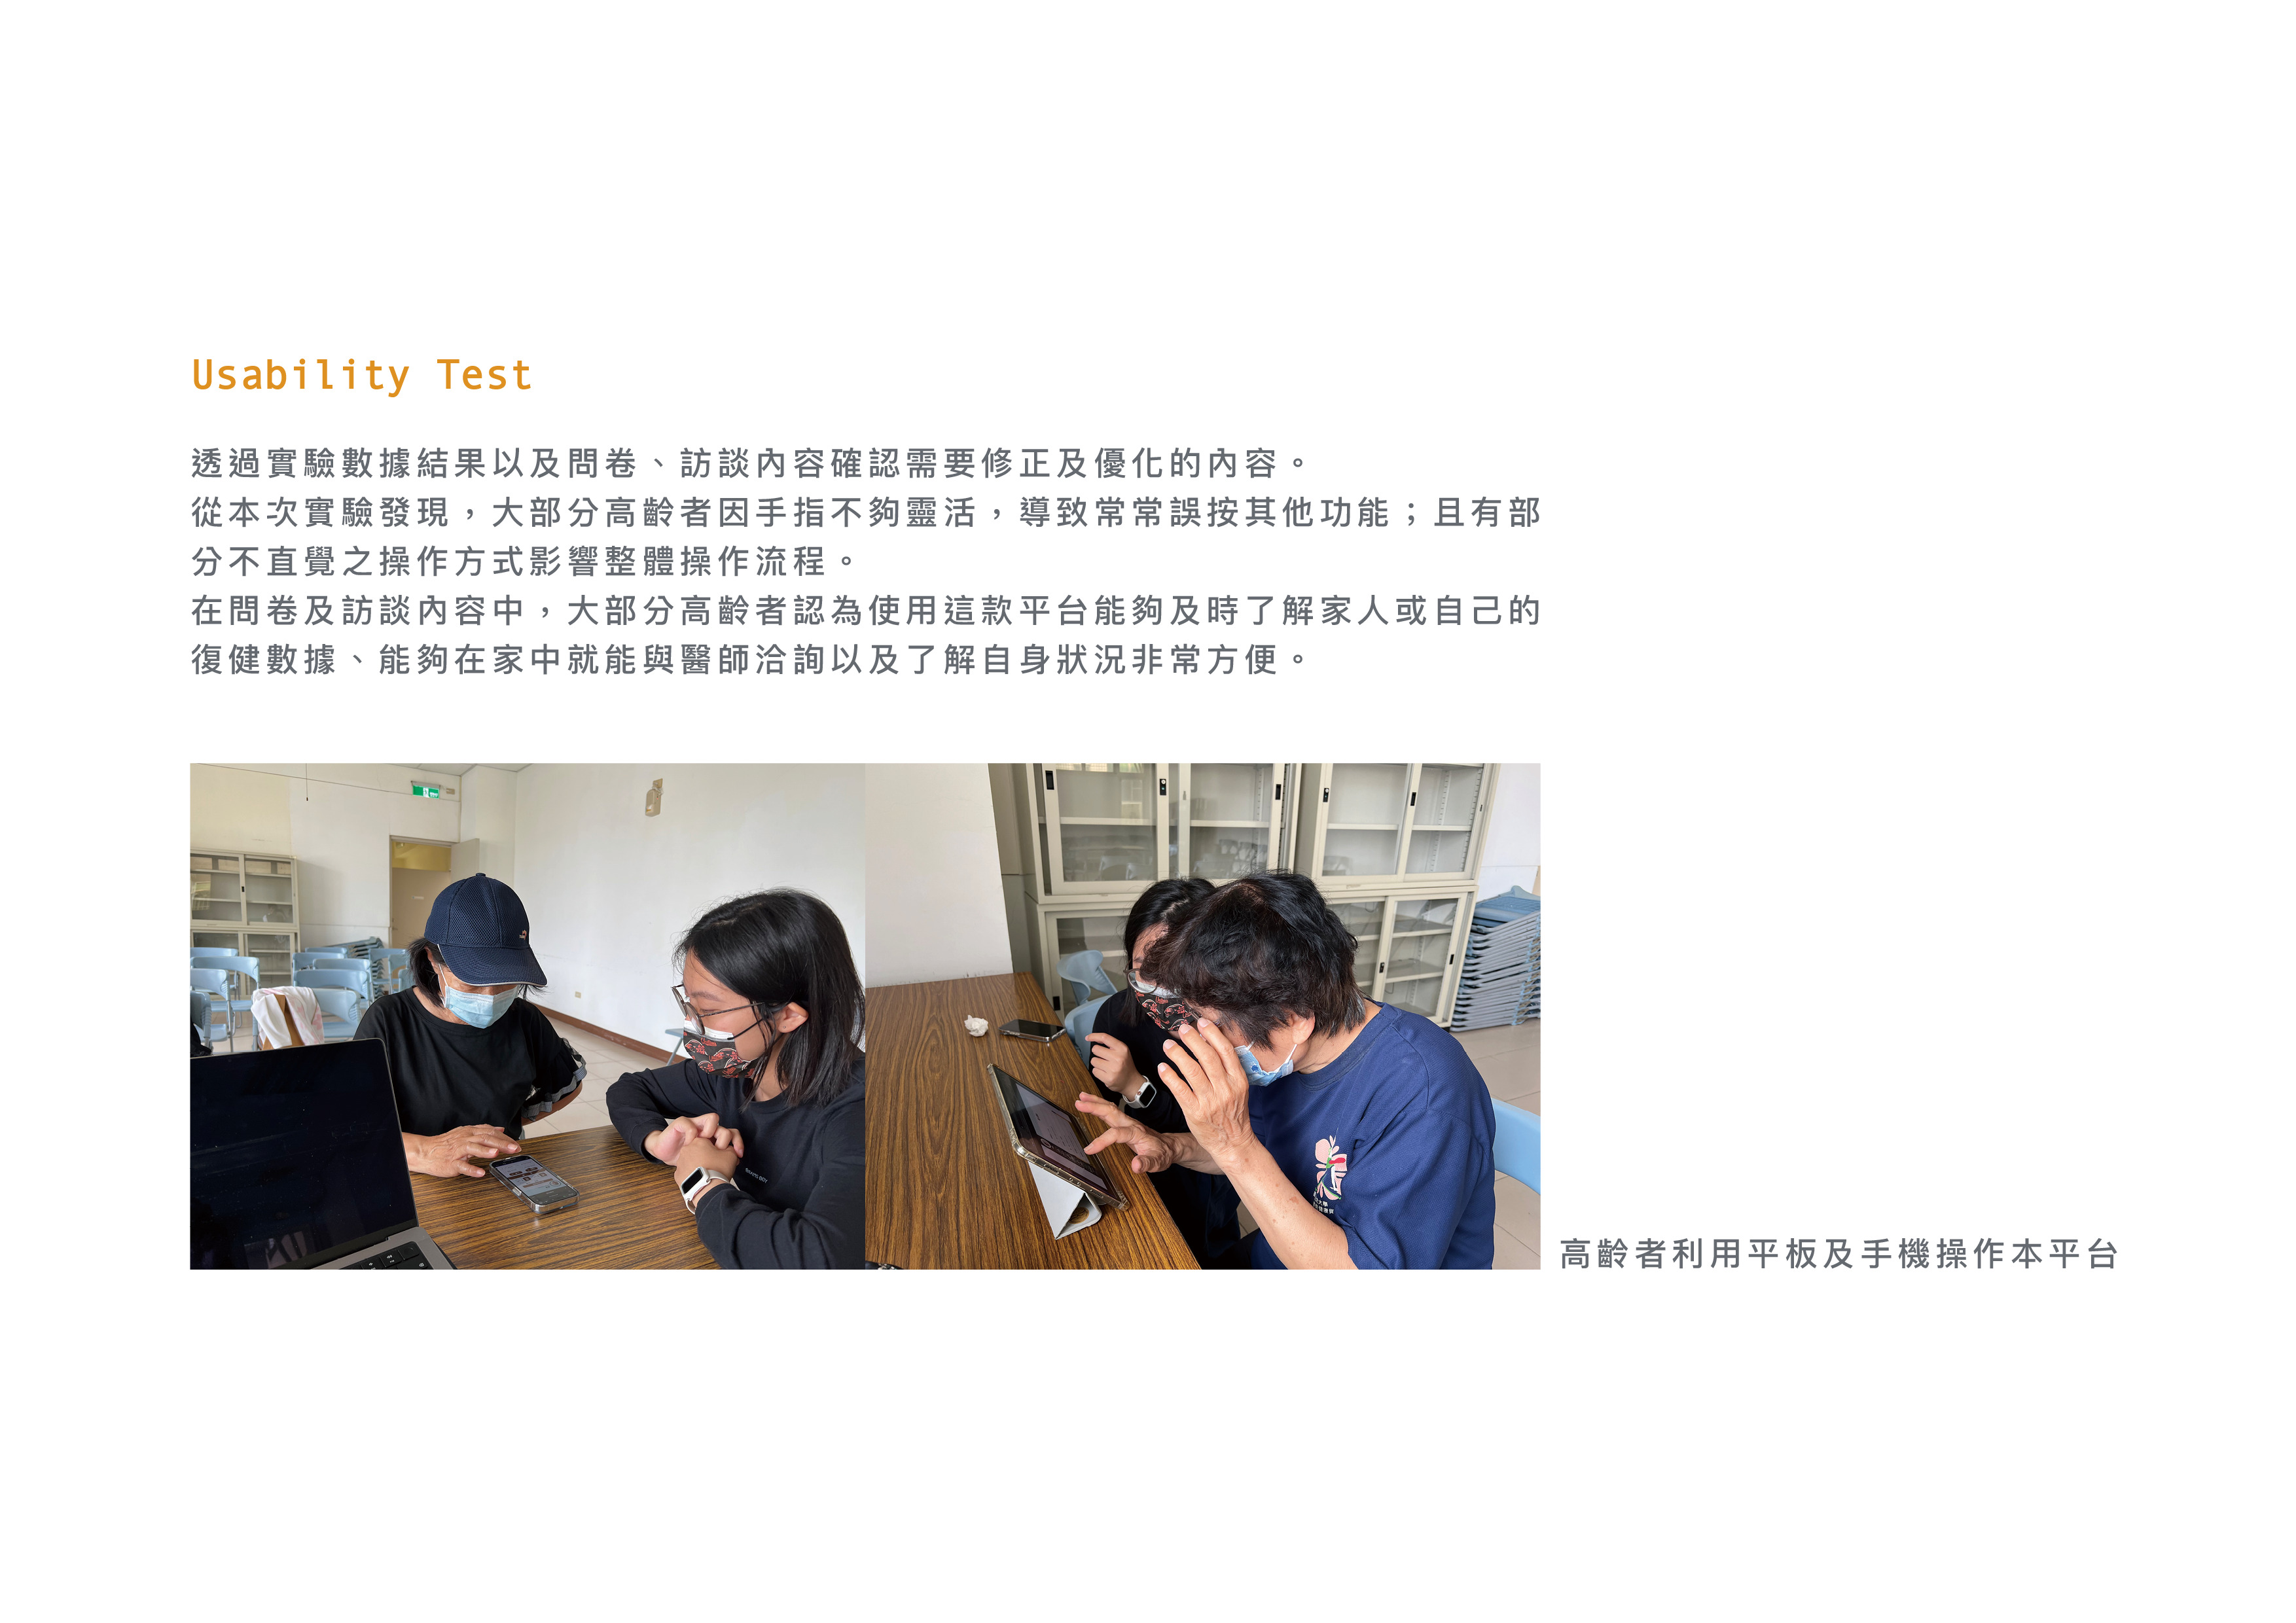 Usability Test
透過實驗數據結果以及問卷、訪談內容確認需要修正及優化的內容。
從本次實驗發現，大部分高齡者因手指不夠靈活，導致常常誤按其他功能；且有部
分不直覺之操作方式影響整體操作流程。
在問卷及訪談內容中，大部分高齡者認為使用這款平台能夠及時了解家人或自己的
復健數據、能夠在家中就能與醫師洽詢以及了解自身狀況非常方便。
高齡者利用平板及手機操作本平台